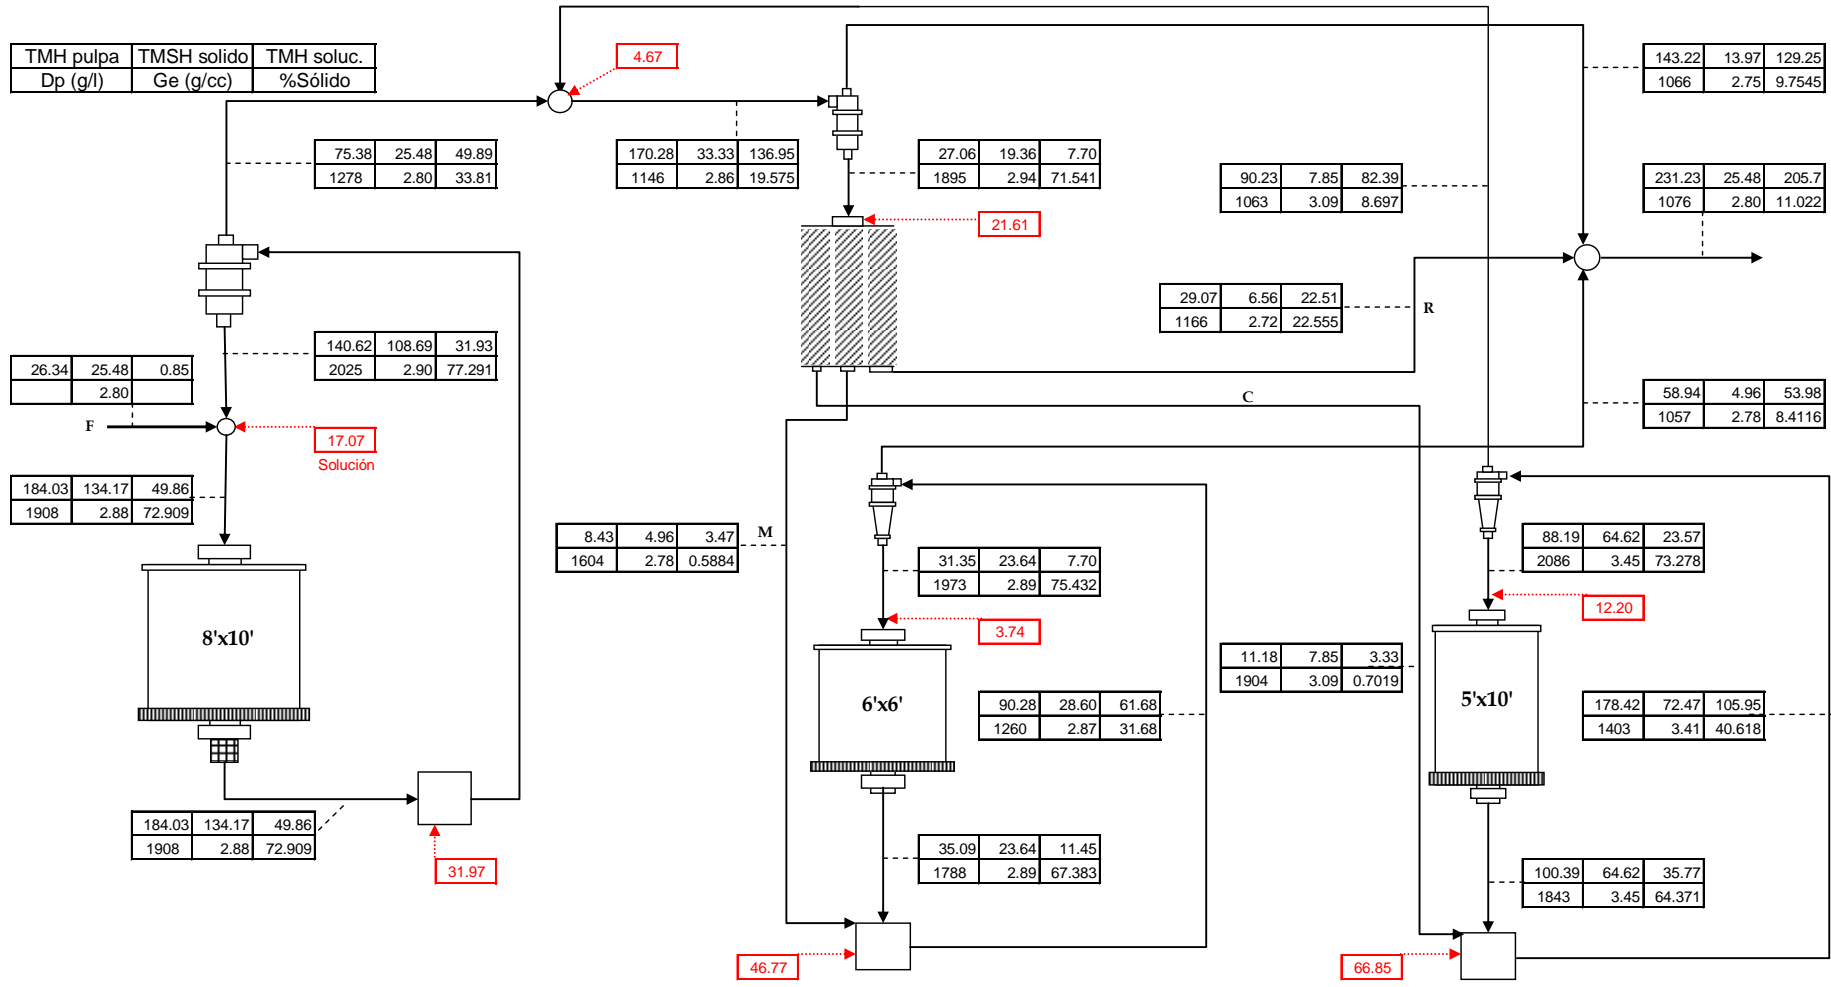 TMH pulpa TMSH solido TMH soluc.
Dp (g/l) Ge (g/cc) %Sólido
4.67
143.22 13.97 129.25
1066 2.75 9.7545
75.38 25.48 49.89
1278 2.80 33.81
170.28 33.33 136.95
1146 2.86 19.575
27.06 19.36 7.70
1895 2.94 71.541
90.23 7.85 82.39
1063 3.09 8.697
231.23 25.48 205.7
1076 2.80 11.022
21.61
29.07 6.56 22.51
1166 2.72 22.555
R
140.62 108.69 31.93
2025 2.90 77.291
26.34 25.48 0.85
2.80
F
17.07
Solución
C
58.94 4.96 53.98
1057 2.78 8.4116
184.03 134.17 49.86
1908 2.88 72.909
8.43 4.96 3.47
1604 2.78 0.5884
M
31.35 23.64 7.70
1973 2.89 75.432
88.19 64.62 23.57
2086 3.45 73.278
12.20
3.74
8'x10'
6'x6'
5'x10'
11.18 7.85 3.33
1904 3.09 0.7019
90.28 28.60 61.68
1260 2.87 31.68
178.42 72.47 105.95
1403 3.41 40.618
184.03 134.17 49.86
1908 2.88 72.909
31.97
35.09 23.64 11.45
1788 2.89 67.383
100.39 64.62 35.77
1843 3.45 64.371
46.77
66.85